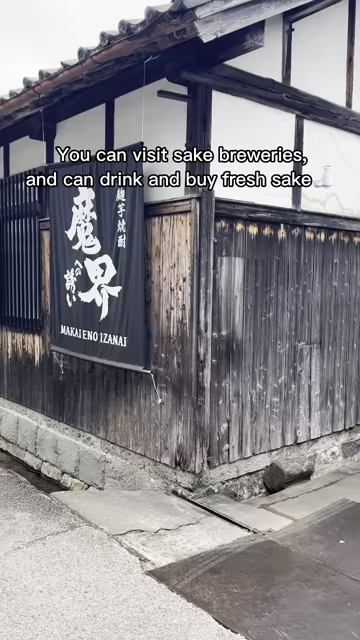 You can visit sake breweries,
and can drink and buy fresh sake🍶
麹芋焼酎
魔界
への誘い
MAKAI ENO IZANAI